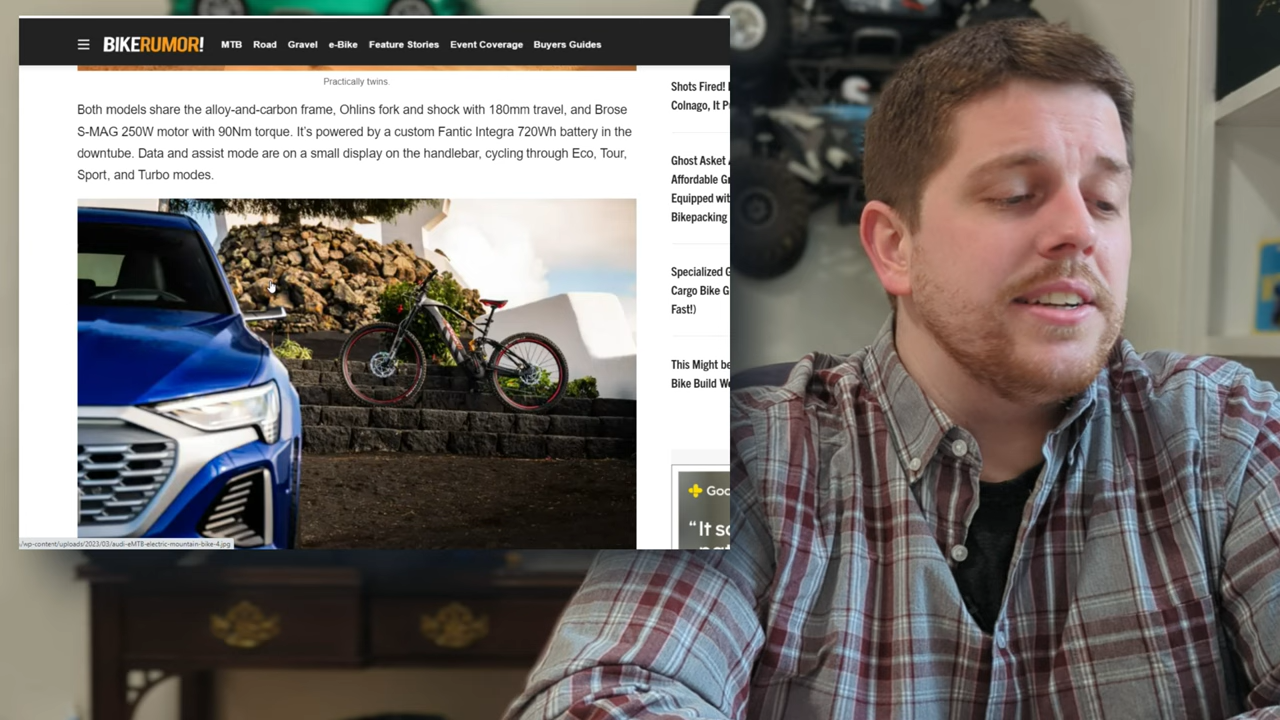 BIKERUMOR!
MTB
Road
Gravel
e-Bike
Feature Stories
Event Coverage
Buyers Guides
Practically twins.
Both models share the alloy-and-carbon frame, Ohlins fork and shock with 180mm travel, and Brose
S-MAG 250W motor with 90Nm torque. It's powered by a custom Fantic Integra 720Wh battery in the
downtube. Data and assist mode are on a small display on the handlebar, cycling through Eco, Tour,
Sport, and Turbo modes.
Shots Fired!
Colnago, It P
Ghost Asket
Affordable Gr
Equipped wit
Bikepacking
Specialized G
Cargo Bike G
Fast!)
This Might be
Bike Build We
Goo
“It so
/wp-content/uploads/2023/03/audi-eMTB-electric-mountain-bike-4.jpg